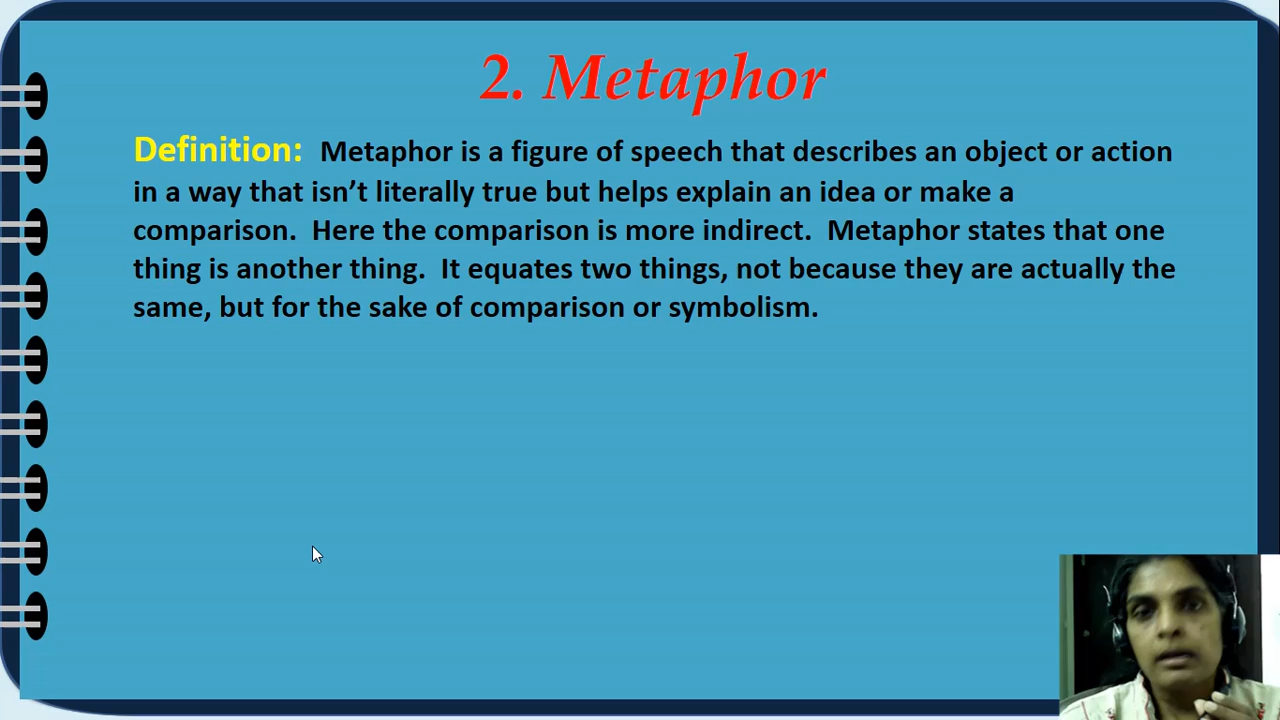 2. Metaphor
Definition: Metaphor is a figure of speech that describes an object or action
in a way that isn’t literally true but helps explain an idea or make a
comparison. Here the comparison is more indirect. Metaphor states that one
thing is another thing. It equates two things, not because they are actually the
same, but for the sake of comparison or symbolism.